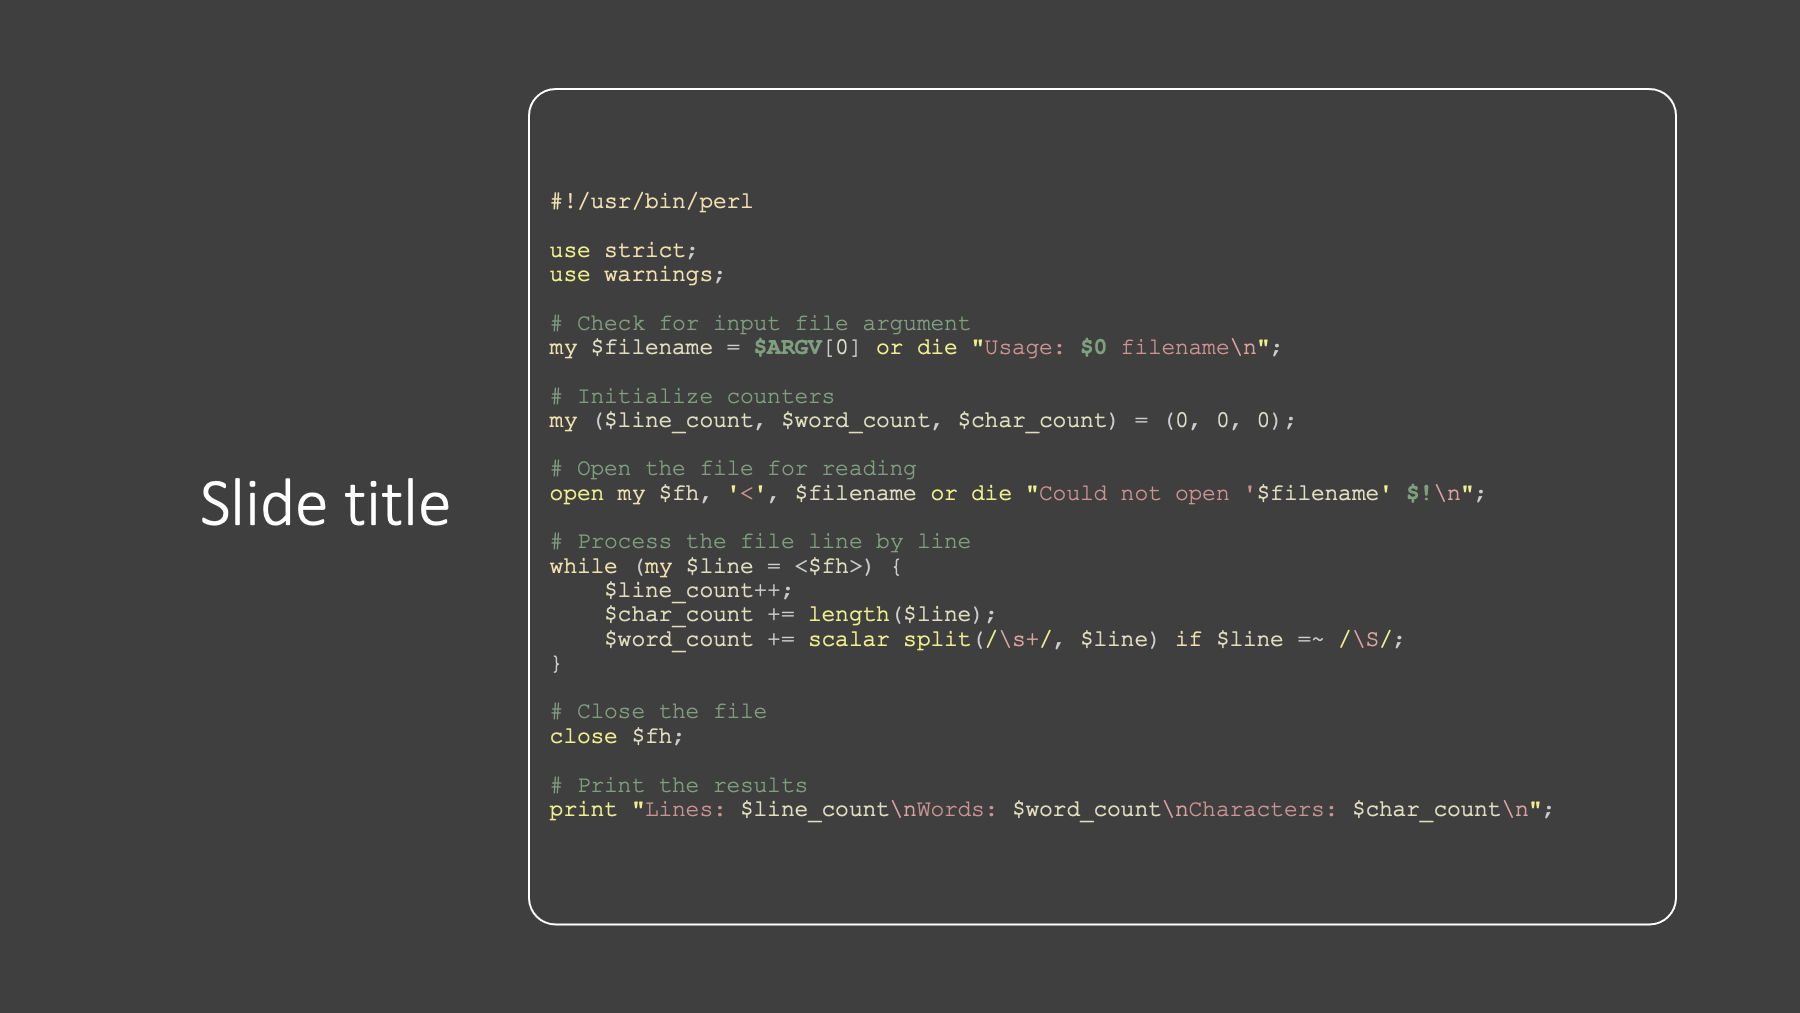 Slide title
#!/usr/bin/perl

use strict;
use warnings;

# Check for input file argument
my $filename = $ARGV[0] or die "Usage: $0 filename\n";

# Initialize counters
my ($line_count, $word_count, $char_count) = (0, 0, 0);

# Open the file for reading
open my $fh, '<', $filename or die "Could not open '$filename' $!\n";

# Process the file line by line
while (my $line = <$fh>) {
    $line_count++;
    $char_count += length($line);
    $word_count += scalar split(/\s+/, $line) if $line =~ /\S/;
}

# Close the file
close $fh;

# Print the results
print "Lines: $line_count\nWords: $word_count\nCharacters: $char_count\n";